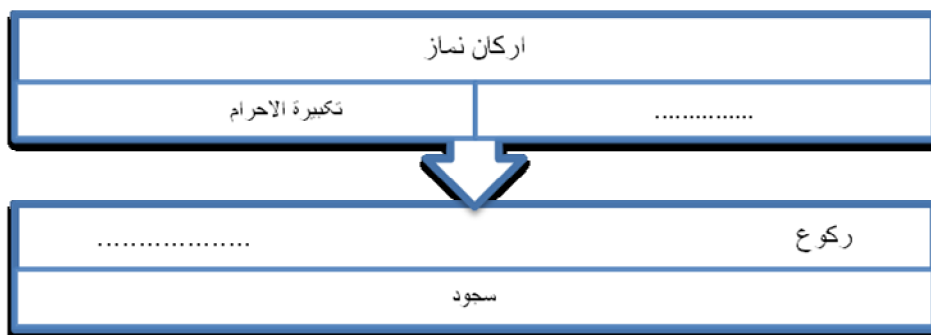 ارکان نماز
............... تکبیرة الاحرام
رکوع ...................
سجود